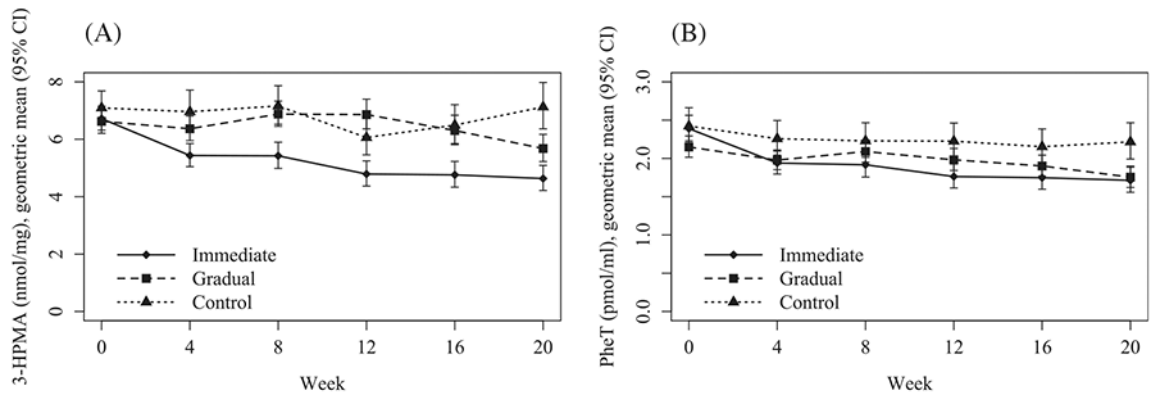 (A)
3-HPMA (nmol/mg), geometric mean (95% CI)
8
6
4
2
0
Immediate
Gradual
Control
0 4 8 12 16 20
Week
(B)
PheT (pmol/ml), geometric mean (95% CI)
3.0
2.0
1.0
0.0
Immediate
Gradual
Control
0 4 8 12 16 20
Week